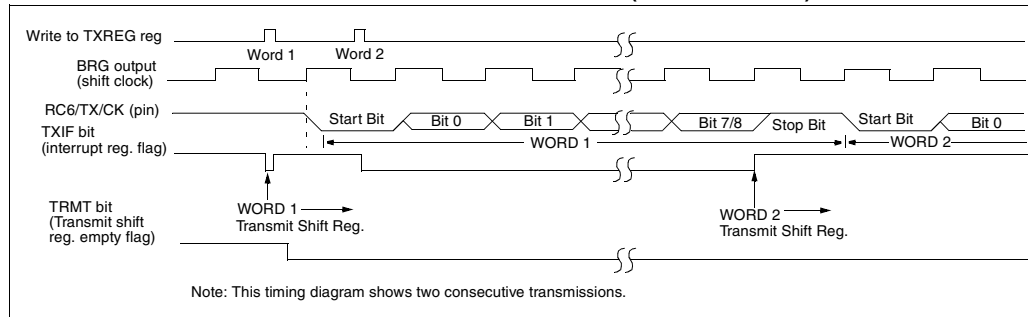 Write to TXREG reg
Word 1
Word 2
BRG output
(shift clock)
RC6/TX/CK (pin)
Start Bit
Bit 0
Bit 1
Bit 7/8
Stop Bit
Start Bit
Bit 0
TXIF bit
(interrupt reg. flag)
WORD 1
WORD 2
TRMT bit
(Transmit shift
reg. empty flag)
WORD 1
Transmit Shift Reg.
WORD 2
Transmit Shift Reg.
Note: This timing diagram shows two consecutive transmissions.